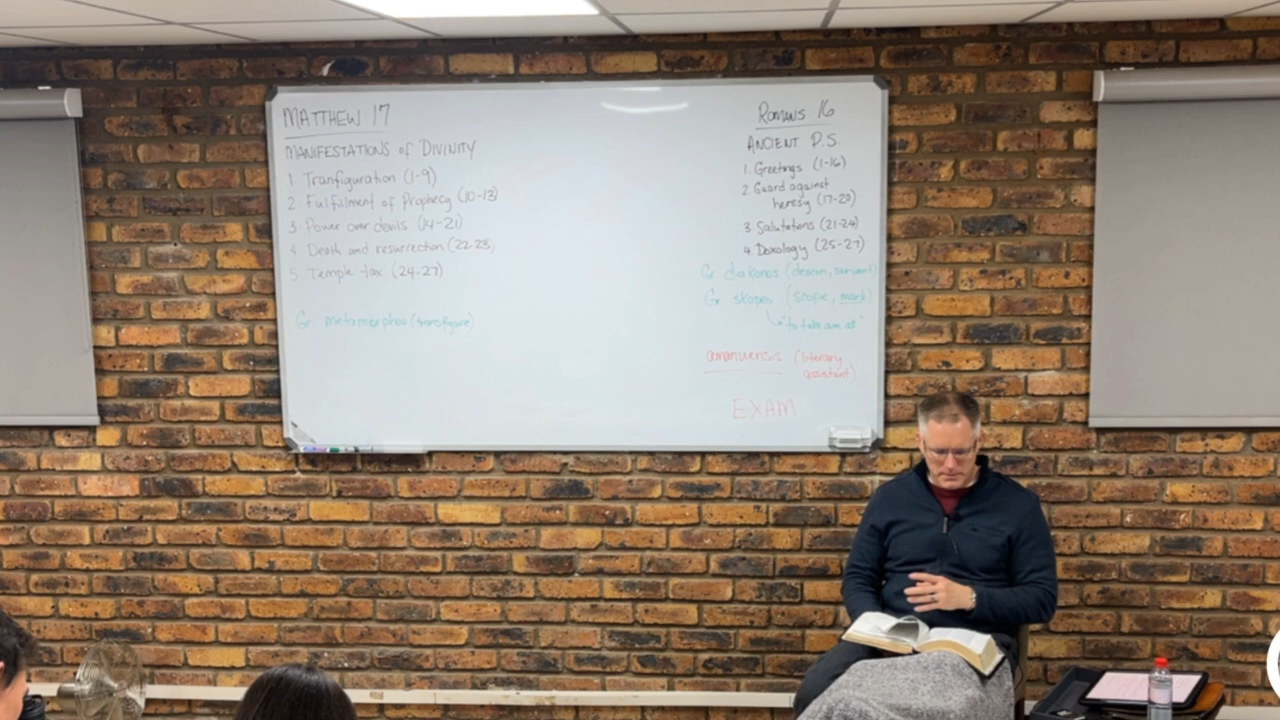 MATTHEW 17
MANIFESTATIONS of DIVINITY
1 Tranfiguration (1-9)
2 Fulfillment of Prophecy (10-13)
3 Power over devils (14-21)
4 Death and resurrection (22-23)
5 Temple tax (24-27)
Gr metamorphoo (transfigure)
ROMANS 16
ANCIENT P.S.
1. Greetings (1-16)
2. Guard against
heresy (17-20)
3. Salutations (21-24)
4. Doxology (25-27)
Gr diakonos (deacon, servant)
Gr skopeo (scope, mark)
"to take aim at"
amanuensis (literary
assistant)
EXAM